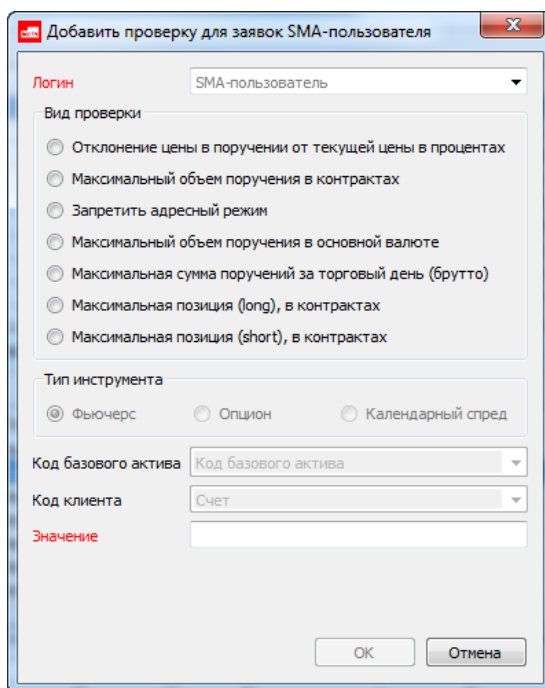 Добавить проверку для заявок SMA-пользователя
Логин SMA-пользователь
Вид проверки
Отклонение цены в поручении от текущей цены в процентах
Максимальный объем поручения в контрактах
Запретить адресный режим
Максимальный объем поручения в основной валюте
Максимальная сумма поручений за торговый день (брутто)
Максимальная позиция (long), в контрактах
Максимальная позиция (short), в контрактах
Тип инструмента
Фьючерс Опцион Календарный спред
Код базового актива Код базового актива
Код клиента Счет
Значение
OK Отмена